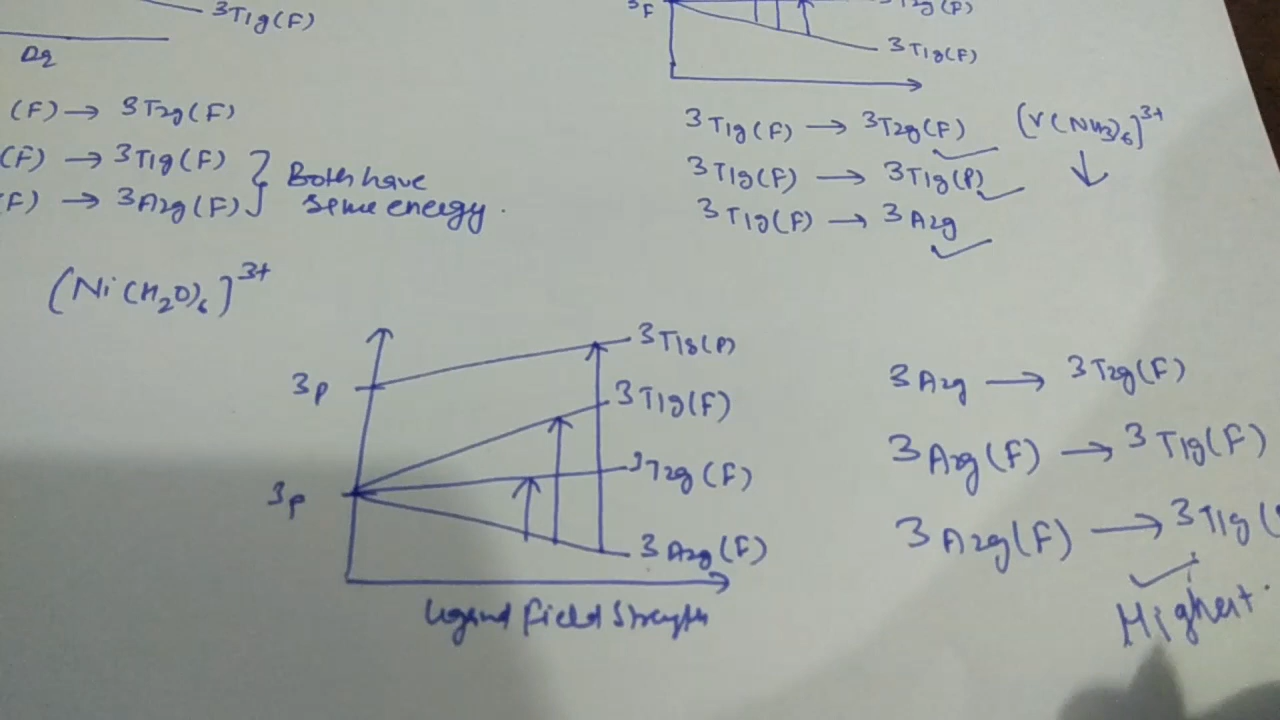 3T1g(F)
Dq
(F) → 3T2g(F)
(F) → 3T1g(F)
F) → 3A2g(F)
Both have
same energy.
3F
3T1g(F)
3T1g(F) → 3T2g(F)
3T1g(F) → 3T1g(P)
3T1g(F) → 3A2g
(V(NH3)6]3+
(Ni(H2O)6]3+
3P
3P
3T1g(P)
3T1g(F)
3T2g(F)
3A2g(F)
Ligand field Strength
3A2g → 3T2g(F)
3A2g(F) → 3T1g(F)
3A2g(F) → 3T1g(
Highest.